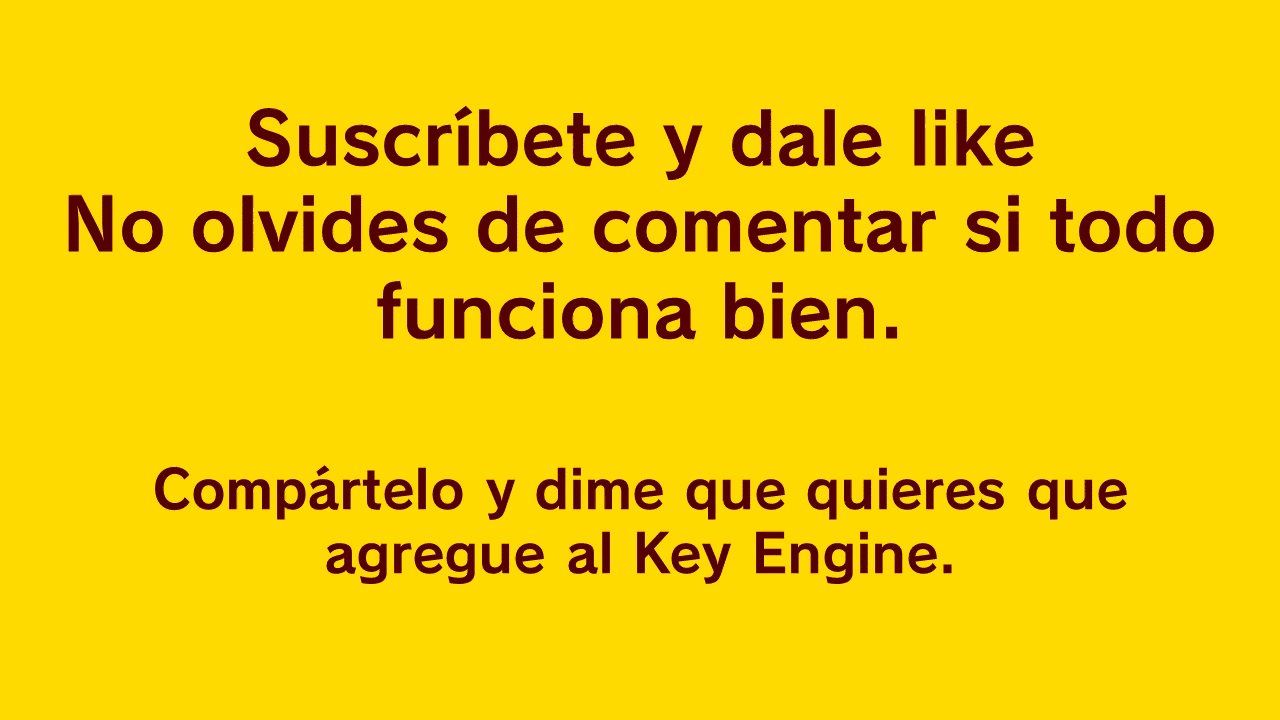 Suscríbete y dale like
No olvides de comentar si todo
funciona bien.
Compártelo y dime que quieres que
agregue al Key Engine.